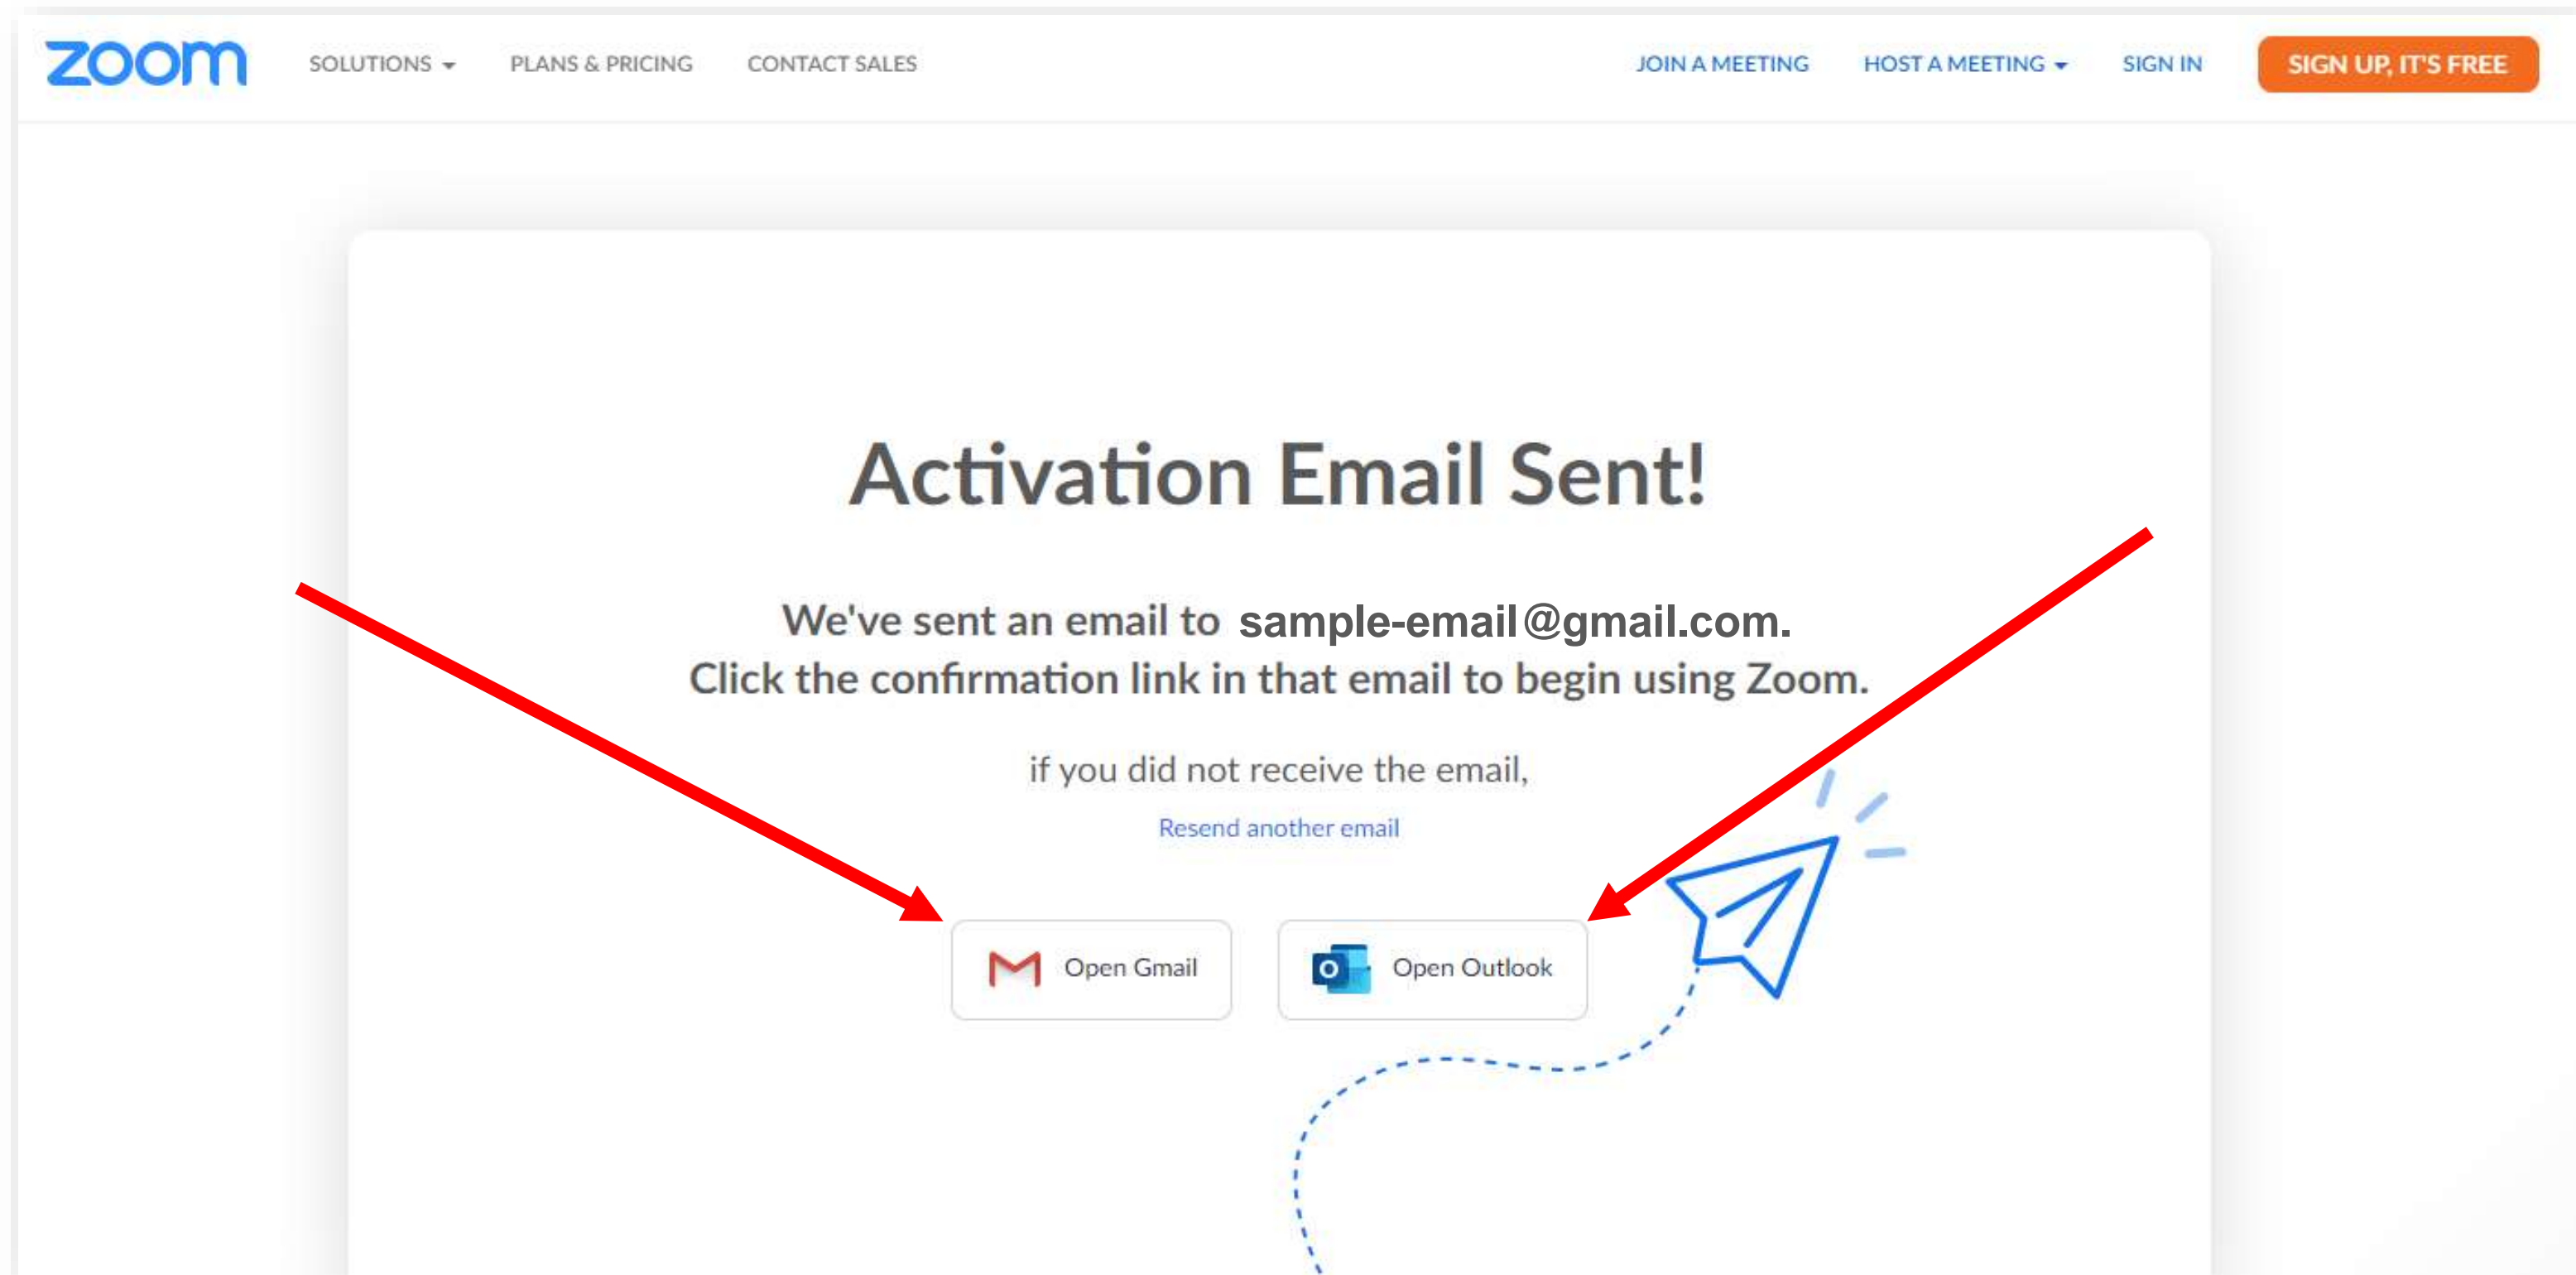 zoom SOLUTIONS PLANS & PRICING CONTACT SALES JOIN A MEETING HOST A MEETING SIGN IN SIGN UP, IT'S FREE
Activation Email Sent!
We've sent an email to sample-email@gmail.com.
Click the confirmation link in that email to begin using Zoom.
if you did not receive the email,
Resend another email
Open Gmail Open Outlook